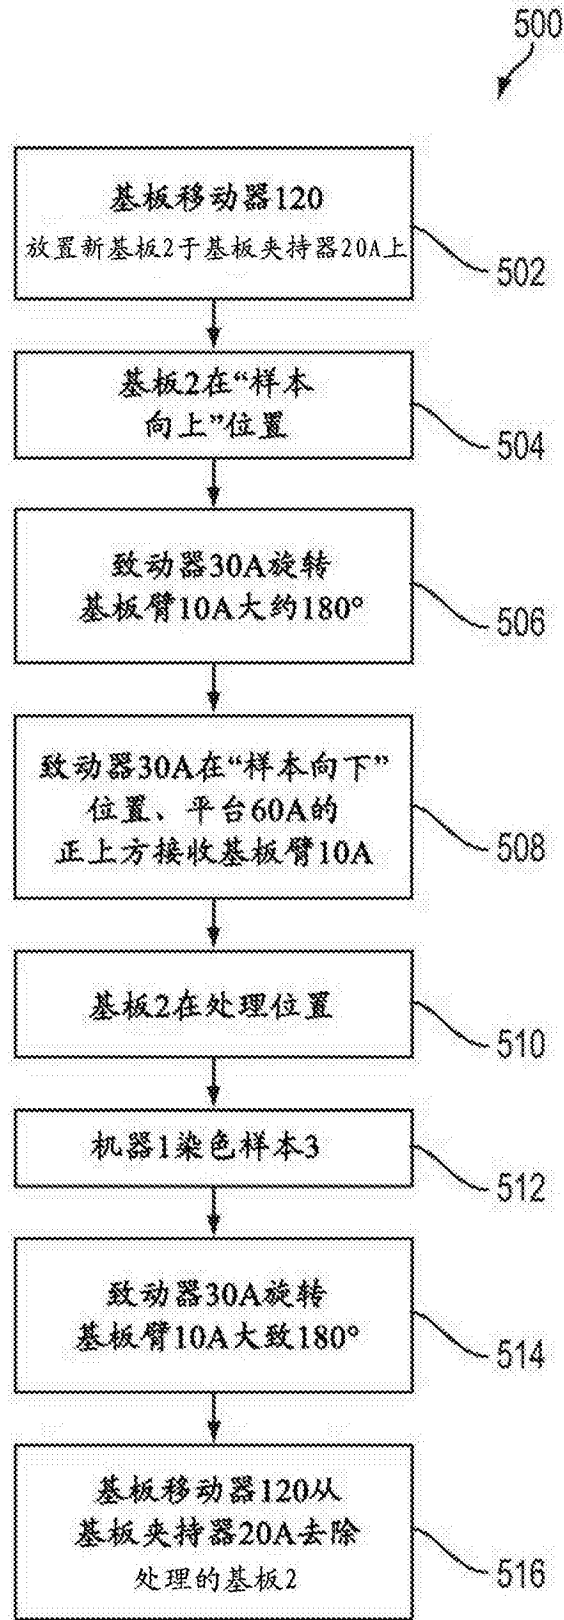 500
基板移动器120
放置新基板2于基板夹持器20A上
502
基板2在“样本
向上”位置
504
致动器30A旋转
基板臂10A大约180°
506
致动器30A在“样本向下”
位置、平台60A的
正上方接收基板臂10A
508
基板2在处理位置
510
机器1染色样本3
512
致动器30A旋转
基板臂10A大致180°
514
基板移动器120从
基板夹持器20A去除
处理的基板2
516